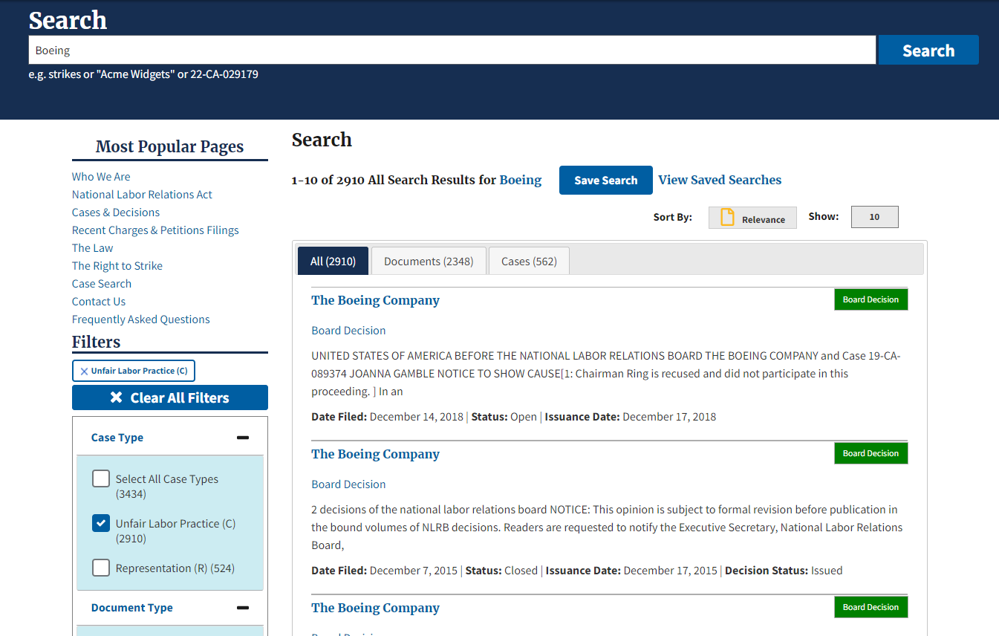 Search
Boeing
Search
e.g. strikes or "Acme Widgets" or 22-CA-029179
Most Popular Pages
Who We Are
National Labor Relations Act
Cases & Decisions
Recent Charges & Petitions Filings
The Law
The Right to Strike
Case Search
Contact Us
Frequently Asked Questions
Filters
Unfair Labor Practice (C)
Clear All Filters
Case Type
Select All Case Types
(3434)
Unfair Labor Practice (C)
(2910)
Representation (R) (524)
Document Type
Search
1-10 of 2910 All Search Results for Boeing
Save Search
View Saved Searches
Sort By:
Relevance
Show:
10
All (2910)
Documents (2348)
Cases (562)
The Boeing Company
Board Decision
Board Decision
UNITED STATES OF AMERICA BEFORE THE NATIONAL LABOR RELATIONS BOARD THE BOEING COMPANY and Case 19-CA-
089374 JOANNA GAMBLE NOTICE TO SHOW CAUSE[1: Chairman Ring is recused and did not participate in this
proceeding. ] In an
Date Filed: December 14, 2018 | Status: Open | Issuance Date: December 17, 2018
The Boeing Company
Board Decision
Board Decision
2 decisions of the national labor relations board NOTICE: This opinion is subject to formal revision before publication in
the bound volumes of NLRB decisions. Readers are requested to notify the Executive Secretary, National Labor Relations
Board,
Date Filed: December 7, 2015 | Status: Closed | Issuance Date: December 17, 2015 | Decision Status: Issued
The Boeing Company
Board Decision